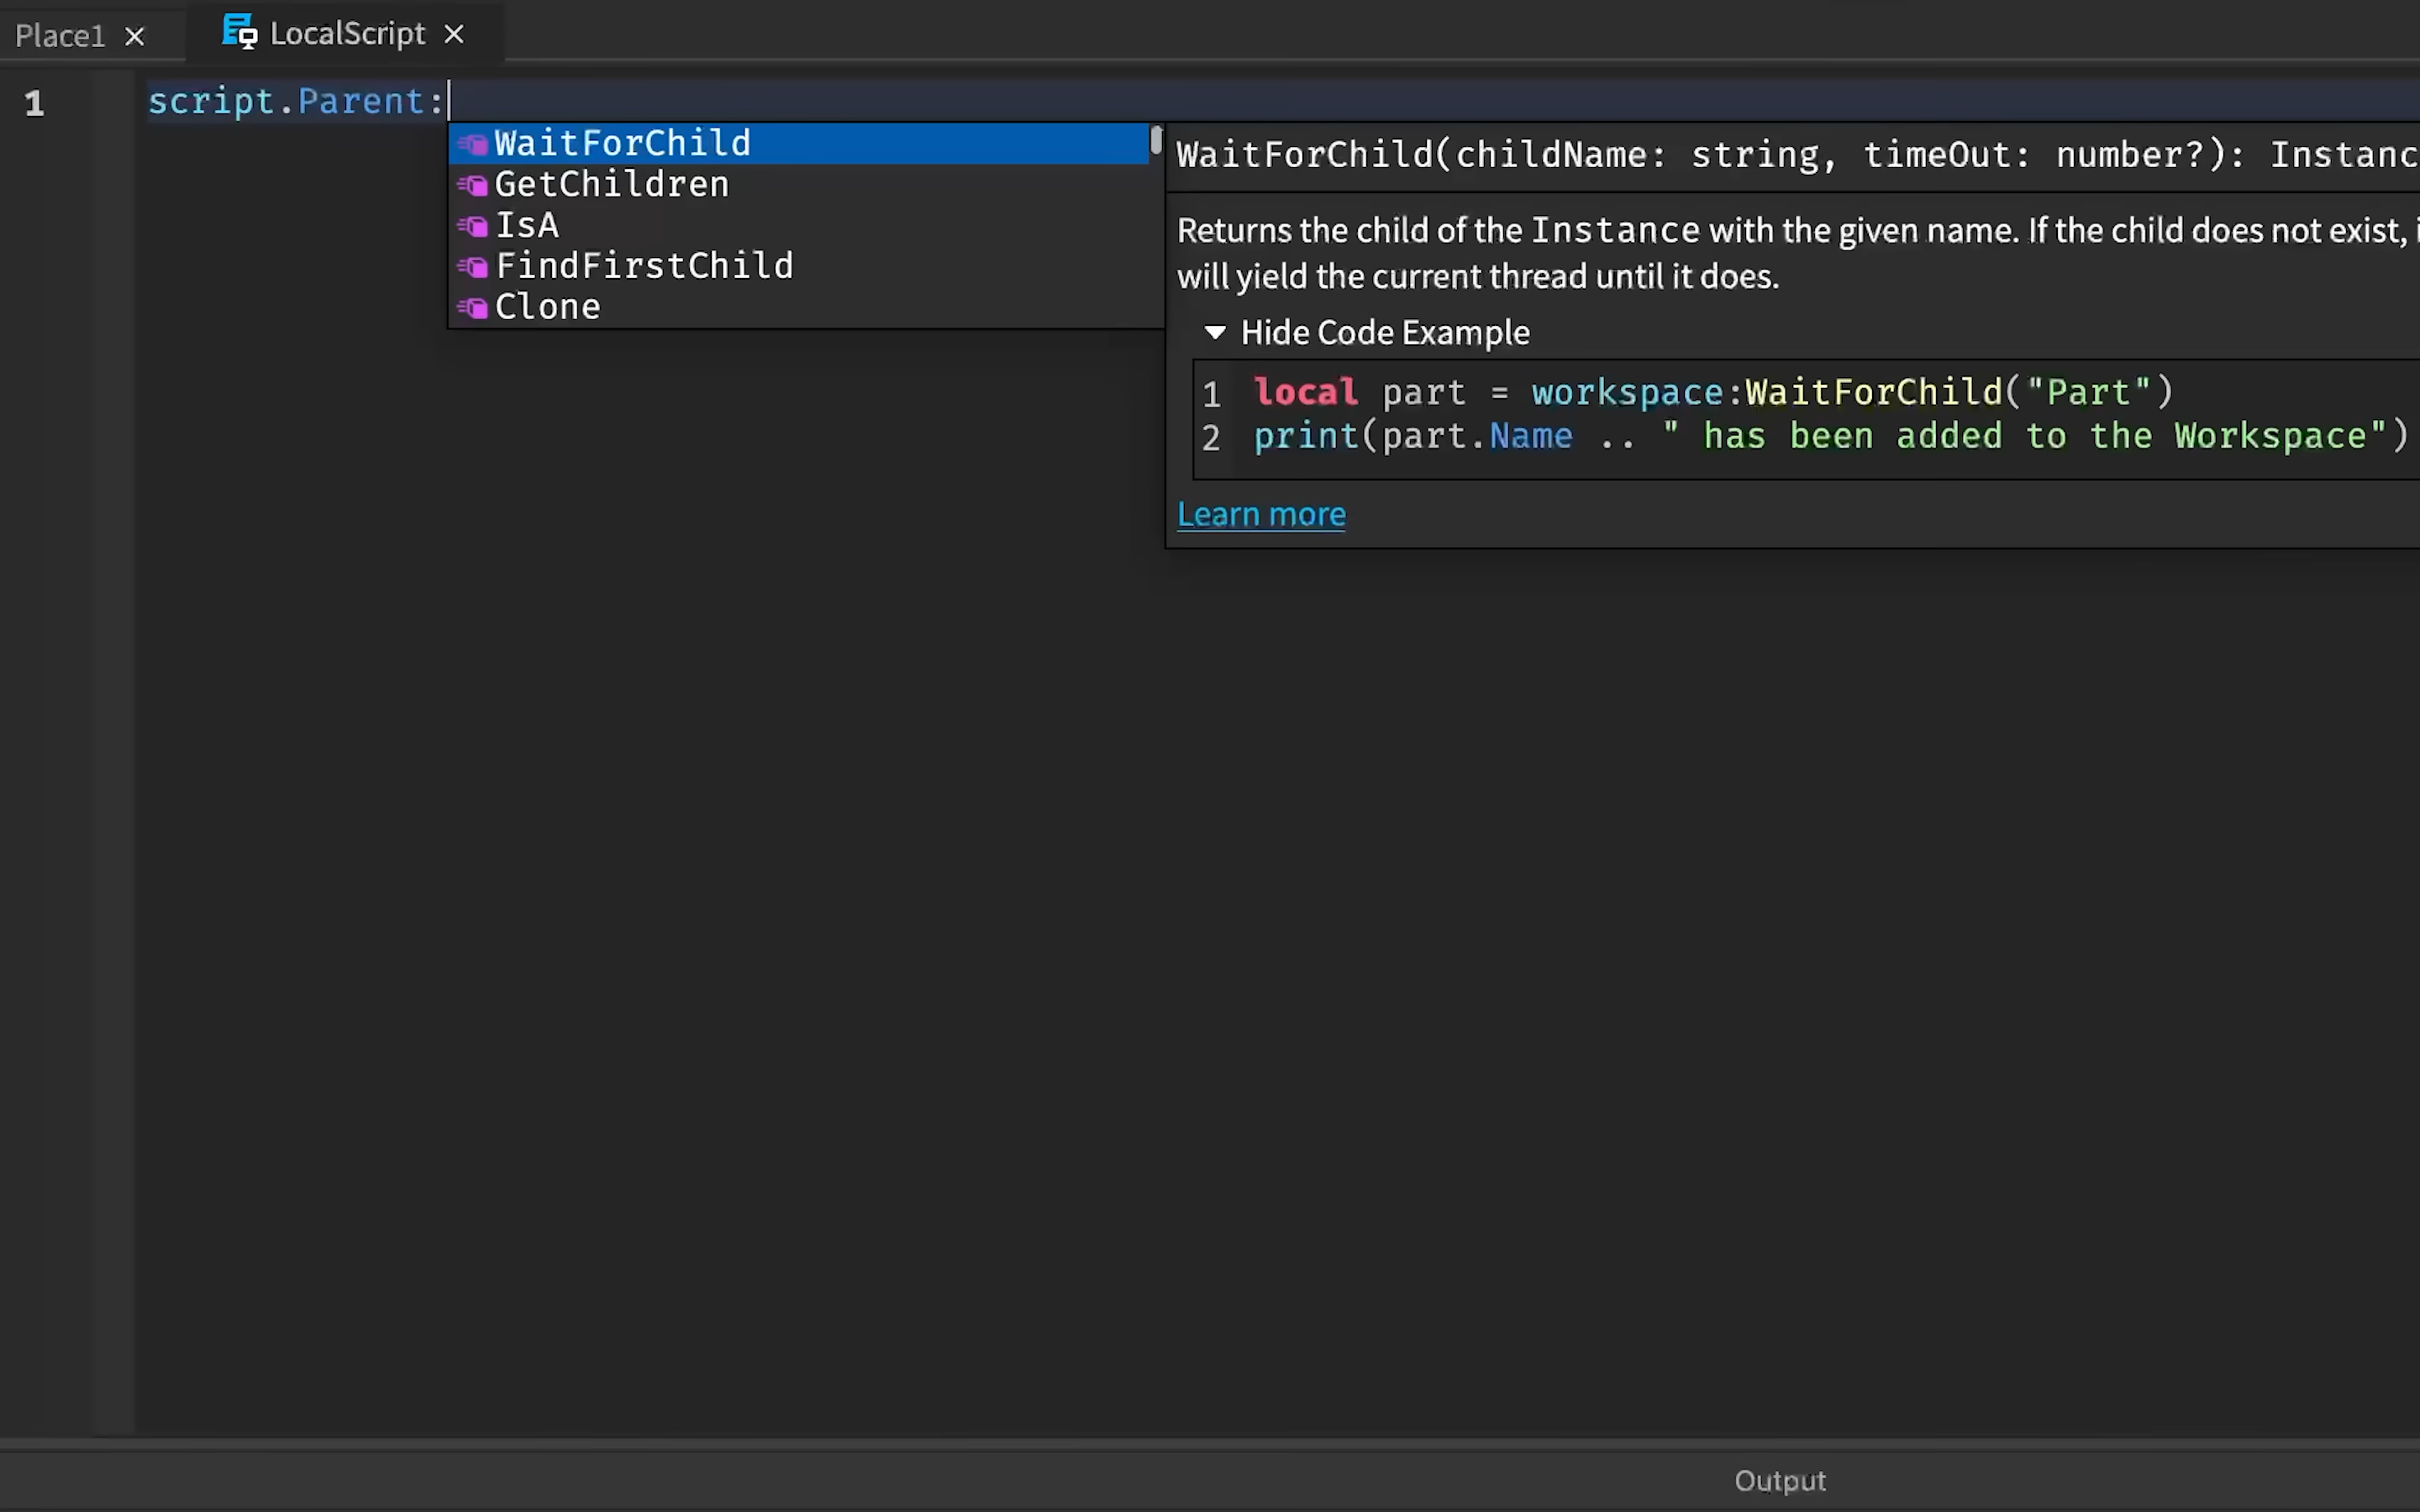 Place1
LocalScript
1 script.Parent:
WaitForChild
GetChildren
IsA
FindFirstChild
Clone
WaitForChild(childName: string, timeOut: number?): Instanc
Returns the child of the Instance with the given name. If the child does not exist, i
will yield the current thread until it does.
Hide Code Example
1 local part = workspace:WaitForChild("Part")
2 print(part.Name .. " has been added to the Workspace")
Learn more
Output